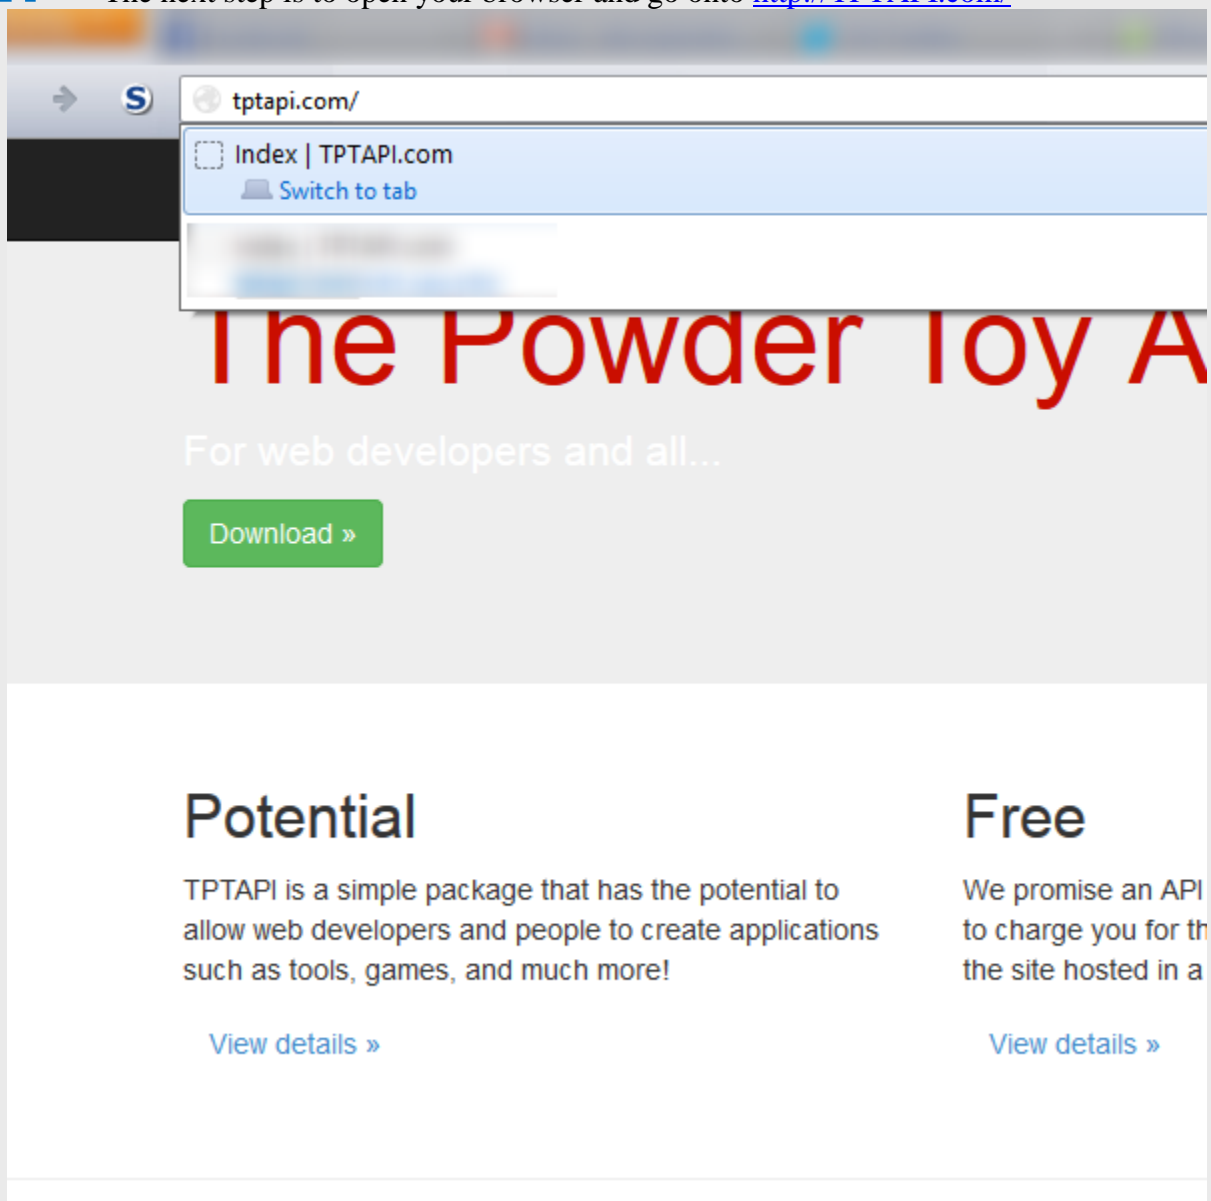 The next step is to open your browser and go onto http://TPTAPI.com/
S
tptapi.com/
Index | TPTAPI.com
Switch to tab
The Powder Toy A
For web developers and all...
Download »
Potential
Free
TPTAPI is a simple package that has the potential to
allow web developers and people to create applications
such as tools, games, and much more!
We promise an API
to charge you for th
the site hosted in a
View details »
View details »